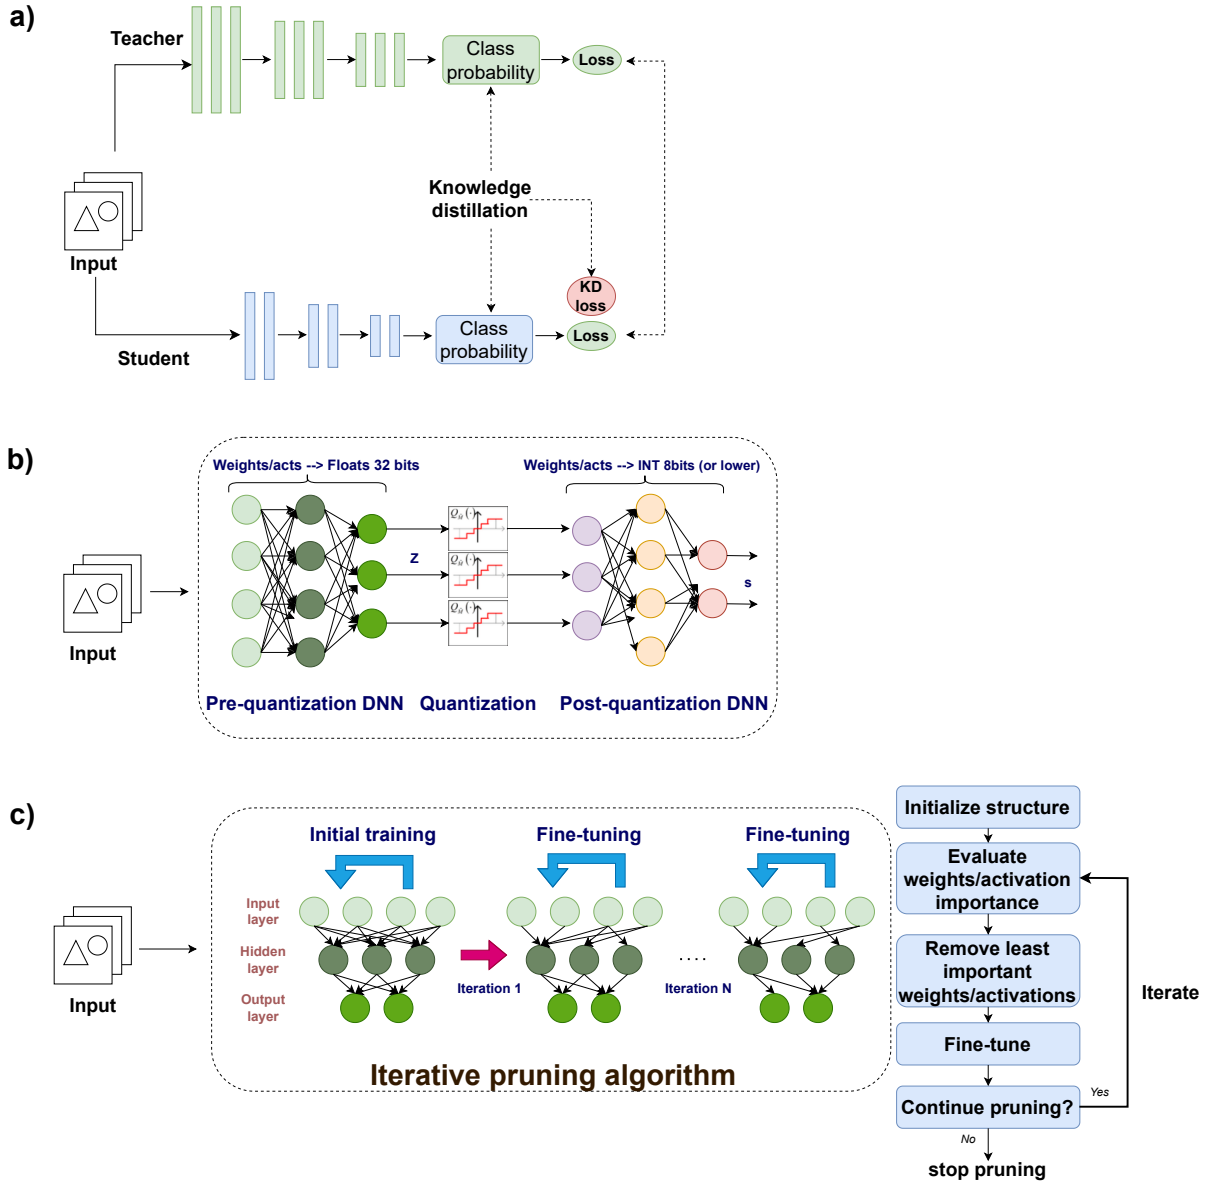 a)
Teacher
Class
probability
Loss
Knowledge
distillation
Input
KD
loss
Class
probability
Loss
Student
b)
Weights/acts --> Floats 32 bits
Weights/acts --> INT 8bits (or lower)
Q
Q
Q
Z
s
Input
Pre-quantization DNN
Quantization
Post-quantization DNN
c)
Initial training
Fine-tuning
Fine-tuning
Input
layer
Hidden
layer
Output
layer
Iteration 1
....
Iteration N
Input
Iterative pruning algorithm
Initialize structure
Evaluate
weights/activation
importance
Remove least
important
weights/activations
Iterate
Fine-tune
Continue pruning?
Yes
No
stop pruning